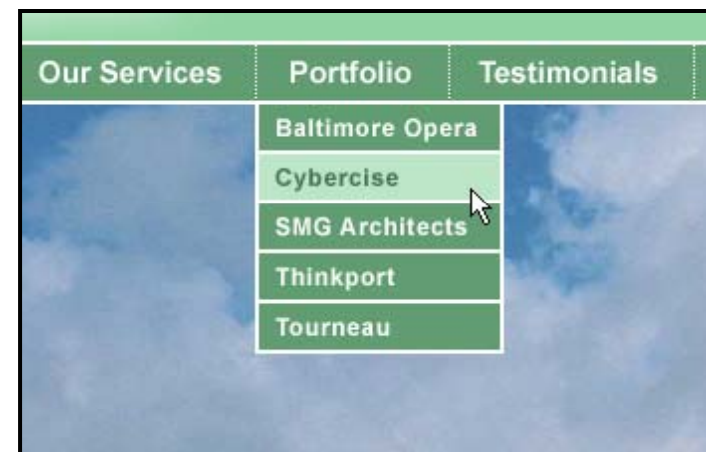 Our Services Portfolio Testimonials
Baltimore Opera
Cybercise
SMG Architects
Thinkport
Tourneau